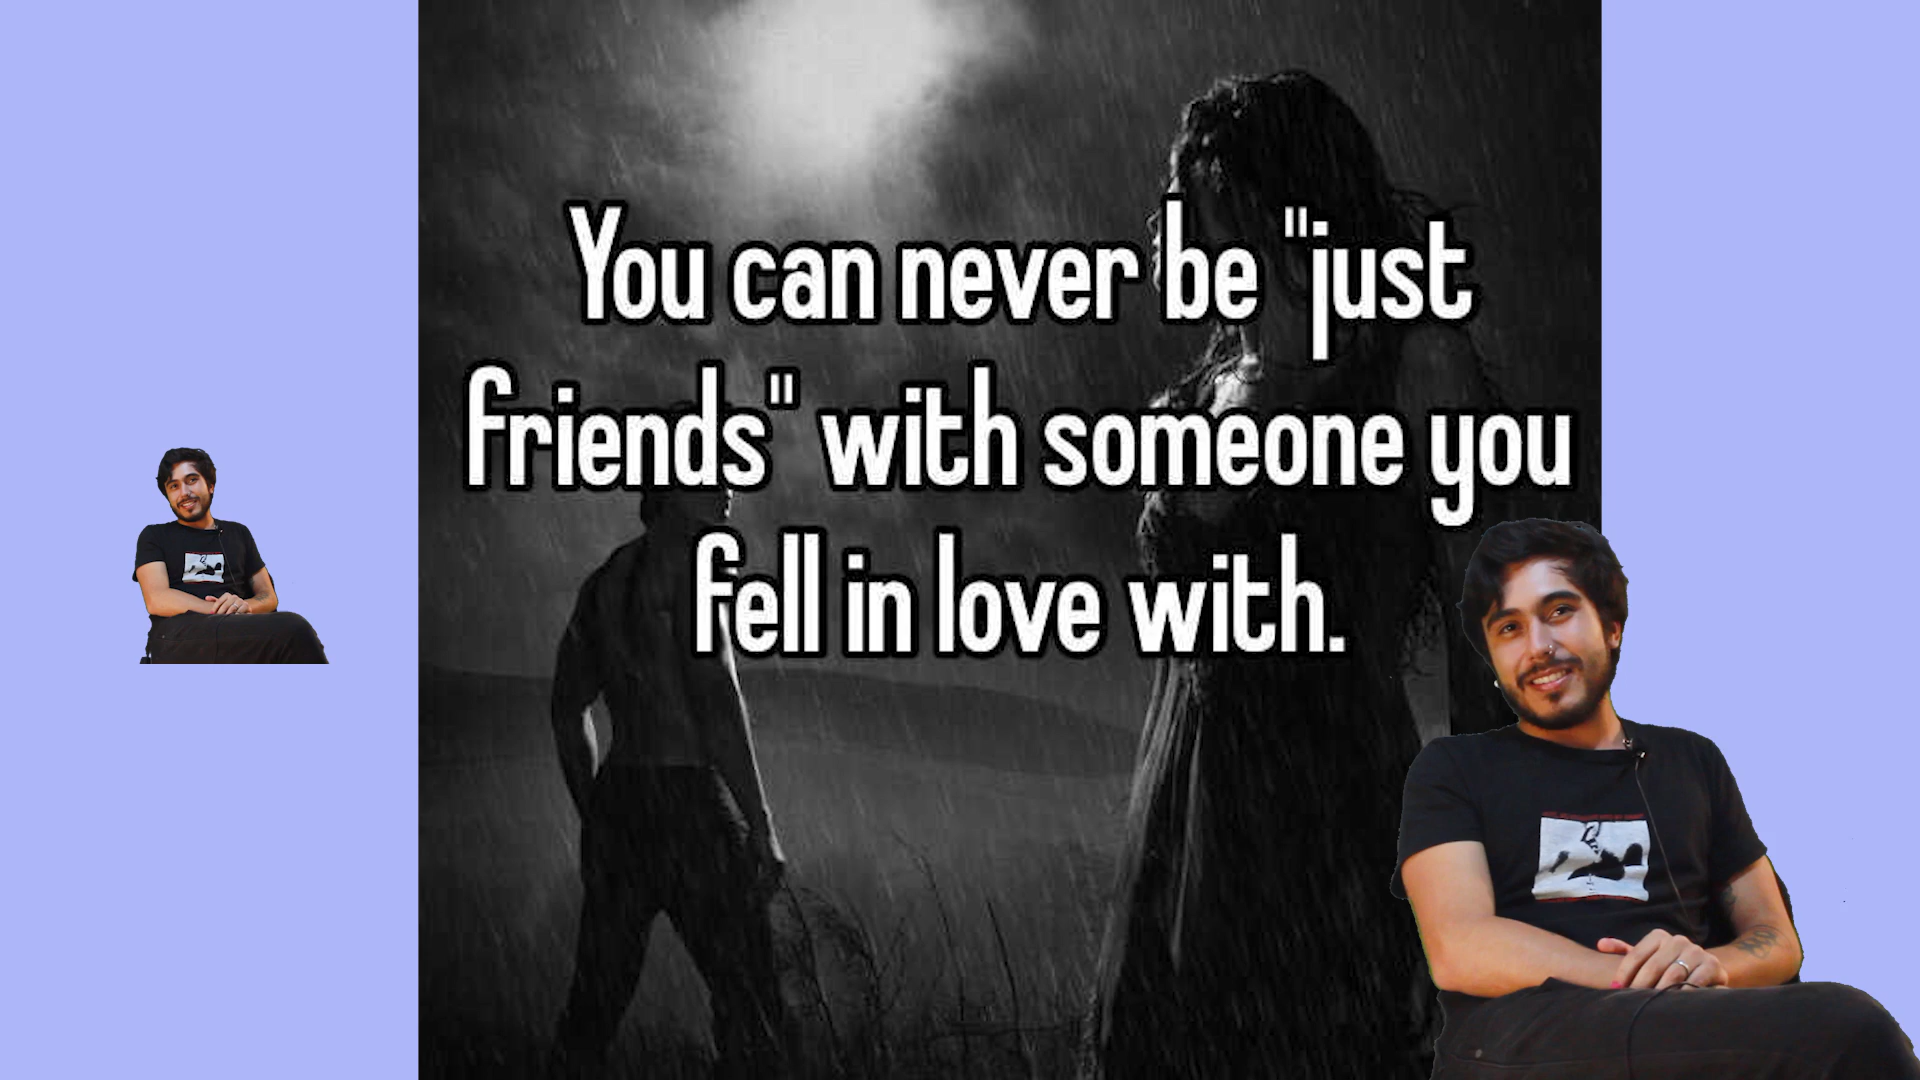 You can never be "just
friends" with someone you
fell in love with.